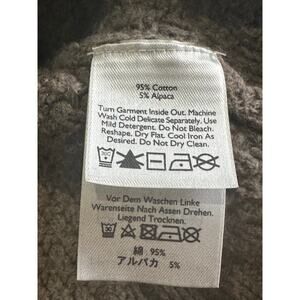 95% Cotton
5% Alpaca
Turn Garment Inside Out. Machine
Wash Cold Delicate Separately. Use
Mild Detergent. Do Not Bleach.
Reshape. Dry Flat. Cool Iron As
Desired. Do Not Dry Clean.
Vor Dem Waschen Linke
Warenseite Nach Assen Drehen.
Liegend Trocknen.
綿 95%
アルパカ 5%